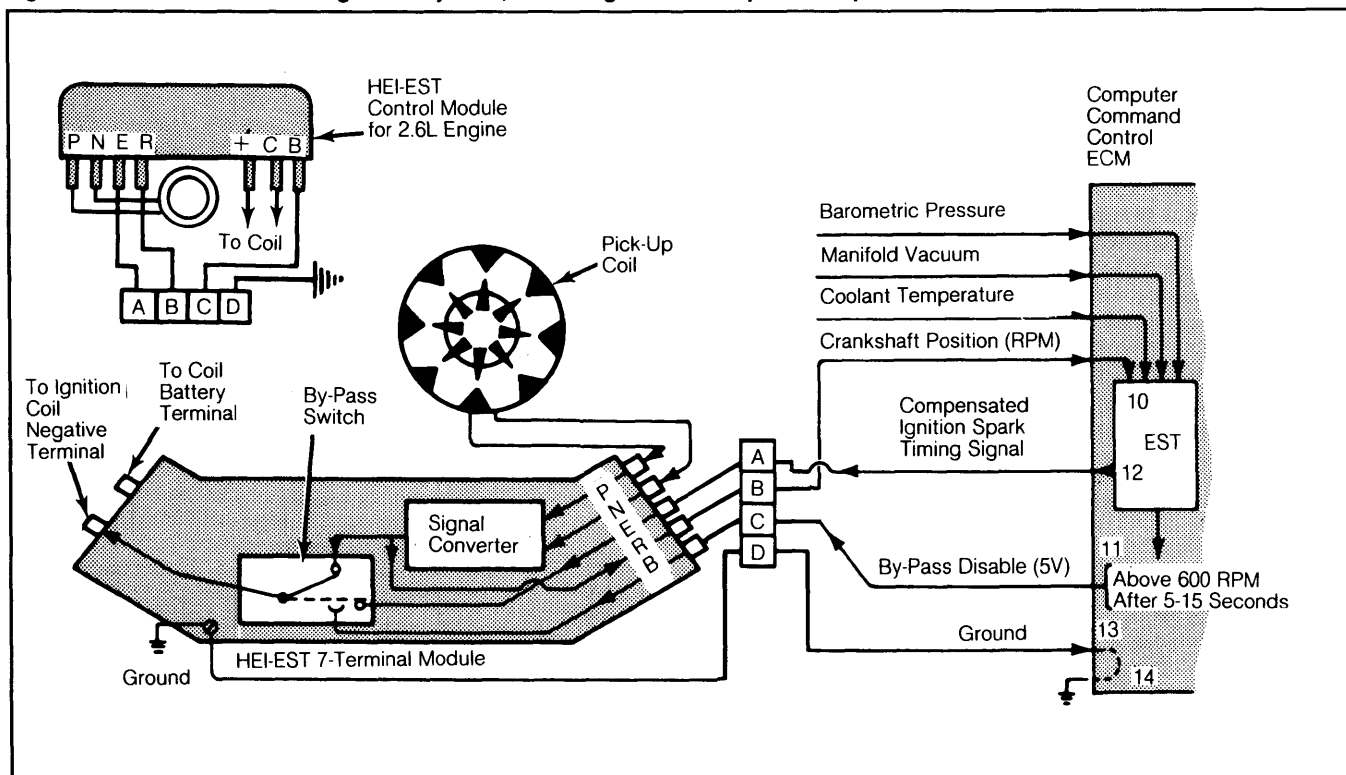 HEI-EST
Control Module
for 2.6L Engine
P N E R + C B
To Coil
A B C D
Pick-Up
Coil
To Ignition
Coil
Negative
Terminal
To Coil
Battery
Terminal
By-Pass
Switch
Signal
Converter
P N E R B
HEI-EST 7-Terminal Module
Ground
A
B
C
D
Computer
Command
Control
ECM
Barometric Pressure
Manifold Vacuum
Coolant Temperature
Crankshaft Position (RPM)
Compensated
Ignition Spark
Timing Signal
10
EST
12
By-Pass Disable (5V)
11
Above 600 RPM
After 5-15 Seconds
Ground
13
14